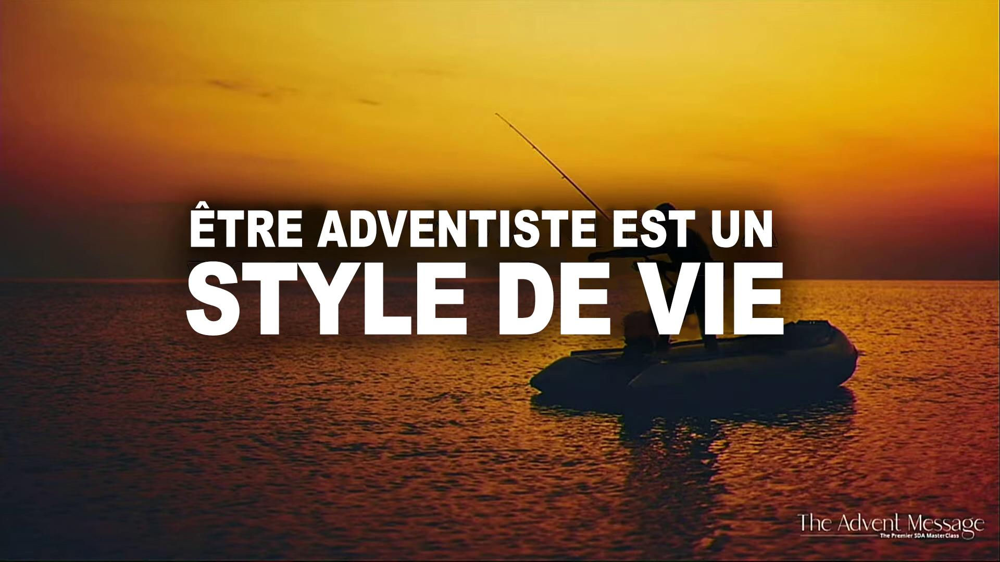 ÊTRE ADVENTISTE EST UN
STYLE DE VIE
The Advent Message
The Premier SDA MasterClass